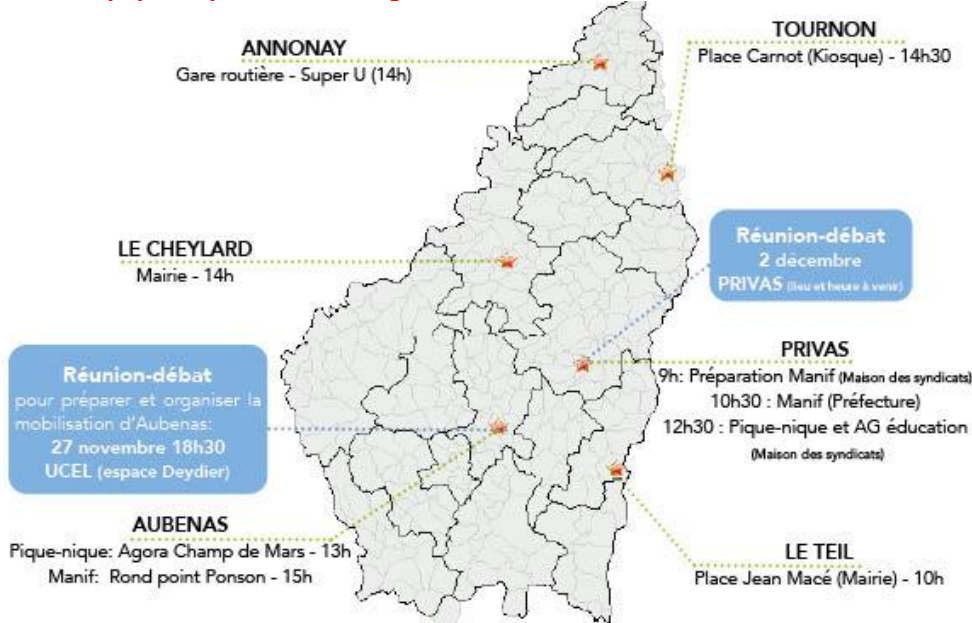 ANNONAY
Gare routière - Super U (14h)
TOURNON
Place Carnot (Kiosque) - 14h30
LE CHEYLARD
Mairie - 14h
Réunion-débat
2 décembre
PRIVAS (lieu et heure à venir)
PRIVAS
9h: Préparation Manif (Maison des syndicats)
10h30 : Manif (Préfecture)
12h30 : Pique-nique et AG éducation
(Maison des syndicats)
Réunion-débat
pour préparer et organiser la
mobilisation d'Aubenas:
27 novembre 18h30
UCEL (espace Deydier)
AUBENAS
Pique-nique: Agora Champ de Mars - 13h
Manif: Rond point Ponson - 15h
LE TEIL
Place Jean Macé (Mairie) - 10h